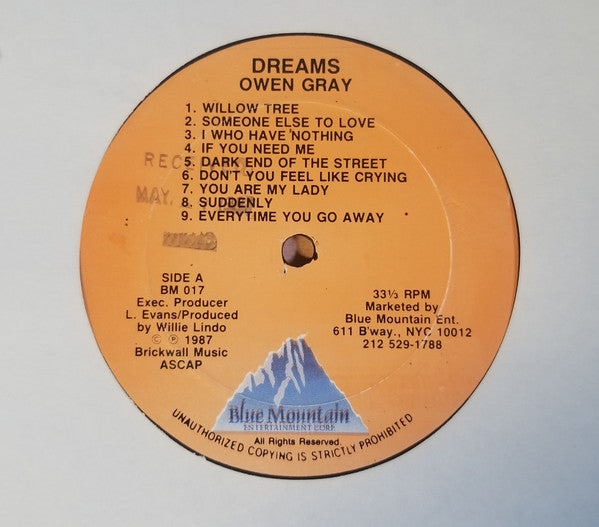 DREAMS
OWEN GRAY
1. WILLOW TREE
2. SOMEONE ELSE TO LOVE
3. I WHO HAVE NOTHING
4. IF YOU NEED ME
5. DARK END OF THE STREET
6. DON'T YOU FEEL LIKE CRYING
7. YOU ARE MY LADY
8. SUDDENLY
9. EVERYTIME YOU GO AWAY
MAY
SIDE A
BM 017
Exec. Producer
L. Evans/Produced
by Willie Lindo
© ℗ 1987
Brickwall Music
ASCAP
33⅓ RPM
Marketed by
Blue Mountain Ent.
611 B'way., NYC 10012
212 529-1788
Blue Mountain
ENTERTAINMENT CORP.
All Rights Reserved.
UNAUTHORIZED COPYING IS STRICTLY PROHIBITED